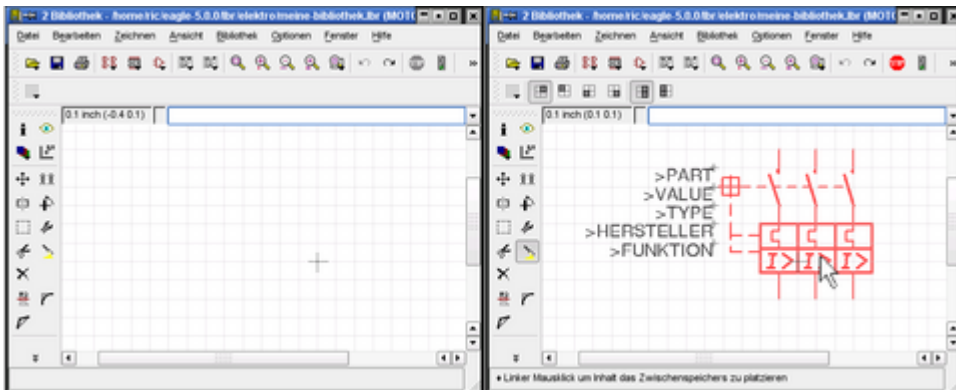 2 Bibliothek - /home/ric/eagle-5.0.0/lbr/elektro/meine-bibliothek.lbr (MOTO
Datei Bearbeiten Zeichnen Ansicht Bibliothek Optionen Fenster Hilfe
0.1 inch (-0.4 0.1)
2 Bibliothek - /home/ric/eagle-5.0.0/lbr/elektro/meine-bibliothek.lbr (MOTO
Datei Bearbeiten Zeichnen Ansicht Bibliothek Optionen Fenster Hilfe
0.1 inch (0.1 0.1)
>PART
>VALUE
>TYPE
>HERSTELLER
>FUNKTION
I> I> I>
Linker Mausklick um Inhalt das Zwischenspeichers zu platzieren